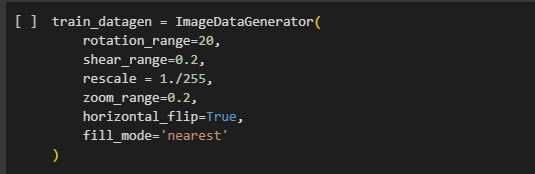 [ ] train_datagen = ImageDataGenerator(
    rotation_range=20,
    shear_range=0.2,
    rescale = 1./255,
    zoom_range=0.2,
    horizontal_flip=True,
    fill_mode='nearest'
)